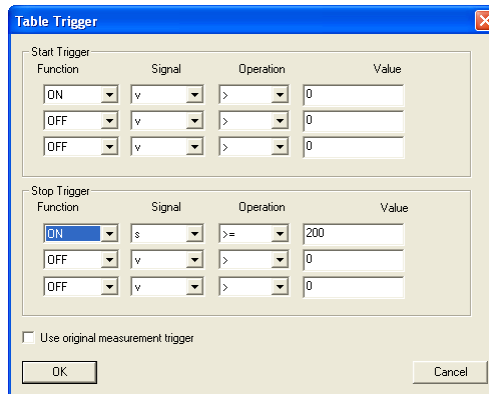 Table Trigger
Start Trigger
Function Signal Operation Value
ON v > 0
OFF v > 0
OFF v > 0
Stop Trigger
Function Signal Operation Value
ON s >= 200
OFF v > 0
OFF v > 0
Use original measurement trigger
OK Cancel